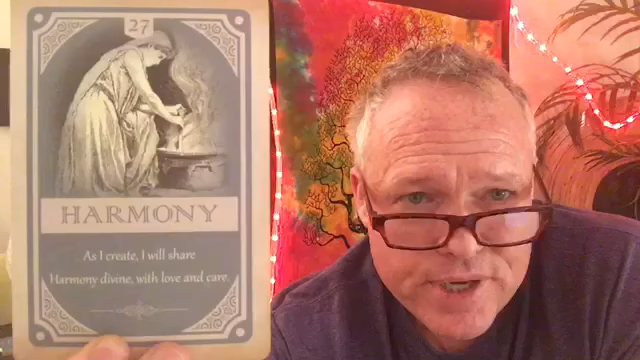 27
HARMONY
As I create, I will share
Harmony divine, with love and care.